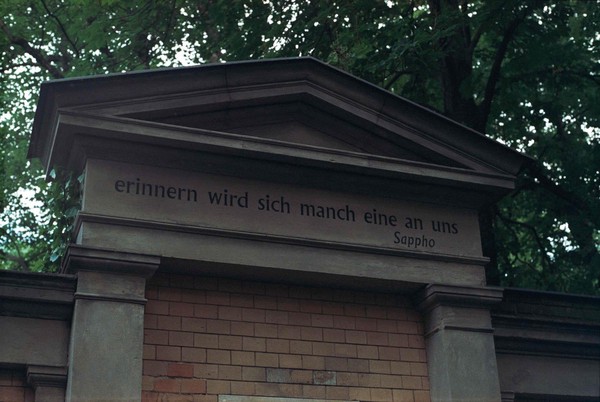 erinnern wird sich manch eine an uns
Sappho